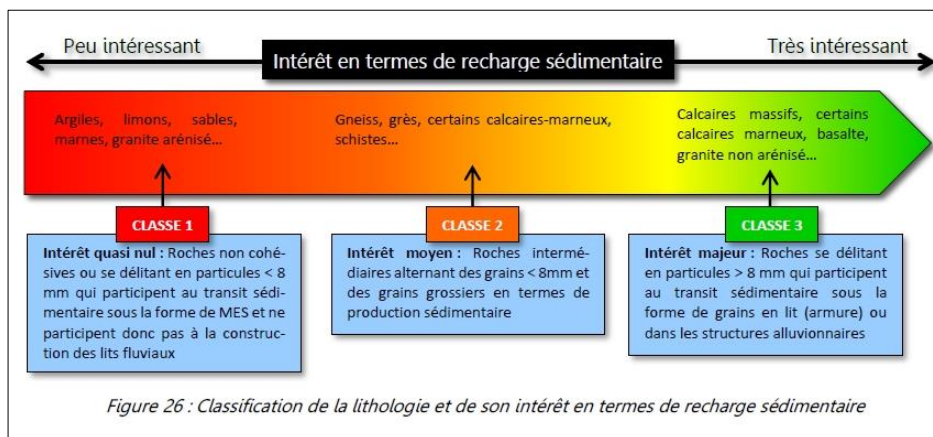 Peu intéressant
Intérêt en termes de recharge sédimentaire
Très intéressant
Argiles, limons, sables,
marnes, granite arénisé...
Gneiss, grès, certains calcaires-marneux,
schistes...
Calcaires massifs, certains
calcaires marneux, basalte,
granite non arénisé...
CLASSE 1
Intérêt quasi nul : Roches non cohé-
sives ou se délitant en particules < 8
mm qui participent au transit sédi-
mentaire sous la forme de MES et ne
participent donc pas à la construc-
tion des lits fluviaux
CLASSE 2
Intérêt moyen : Roches intermé-
diaires alternant des grains < 8mm et
des grains grossiers en termes de
production sédimentaire
CLASSE 3
Intérêt majeur : Roches se délitant
en particules > 8 mm qui participent
au transit sédimentaire sous la
forme de grains en lit (armure) ou
dans les structures alluvionnaires
Figure 26 : Classification de la lithologie et de son intérêt en termes de recharge sédimentaire